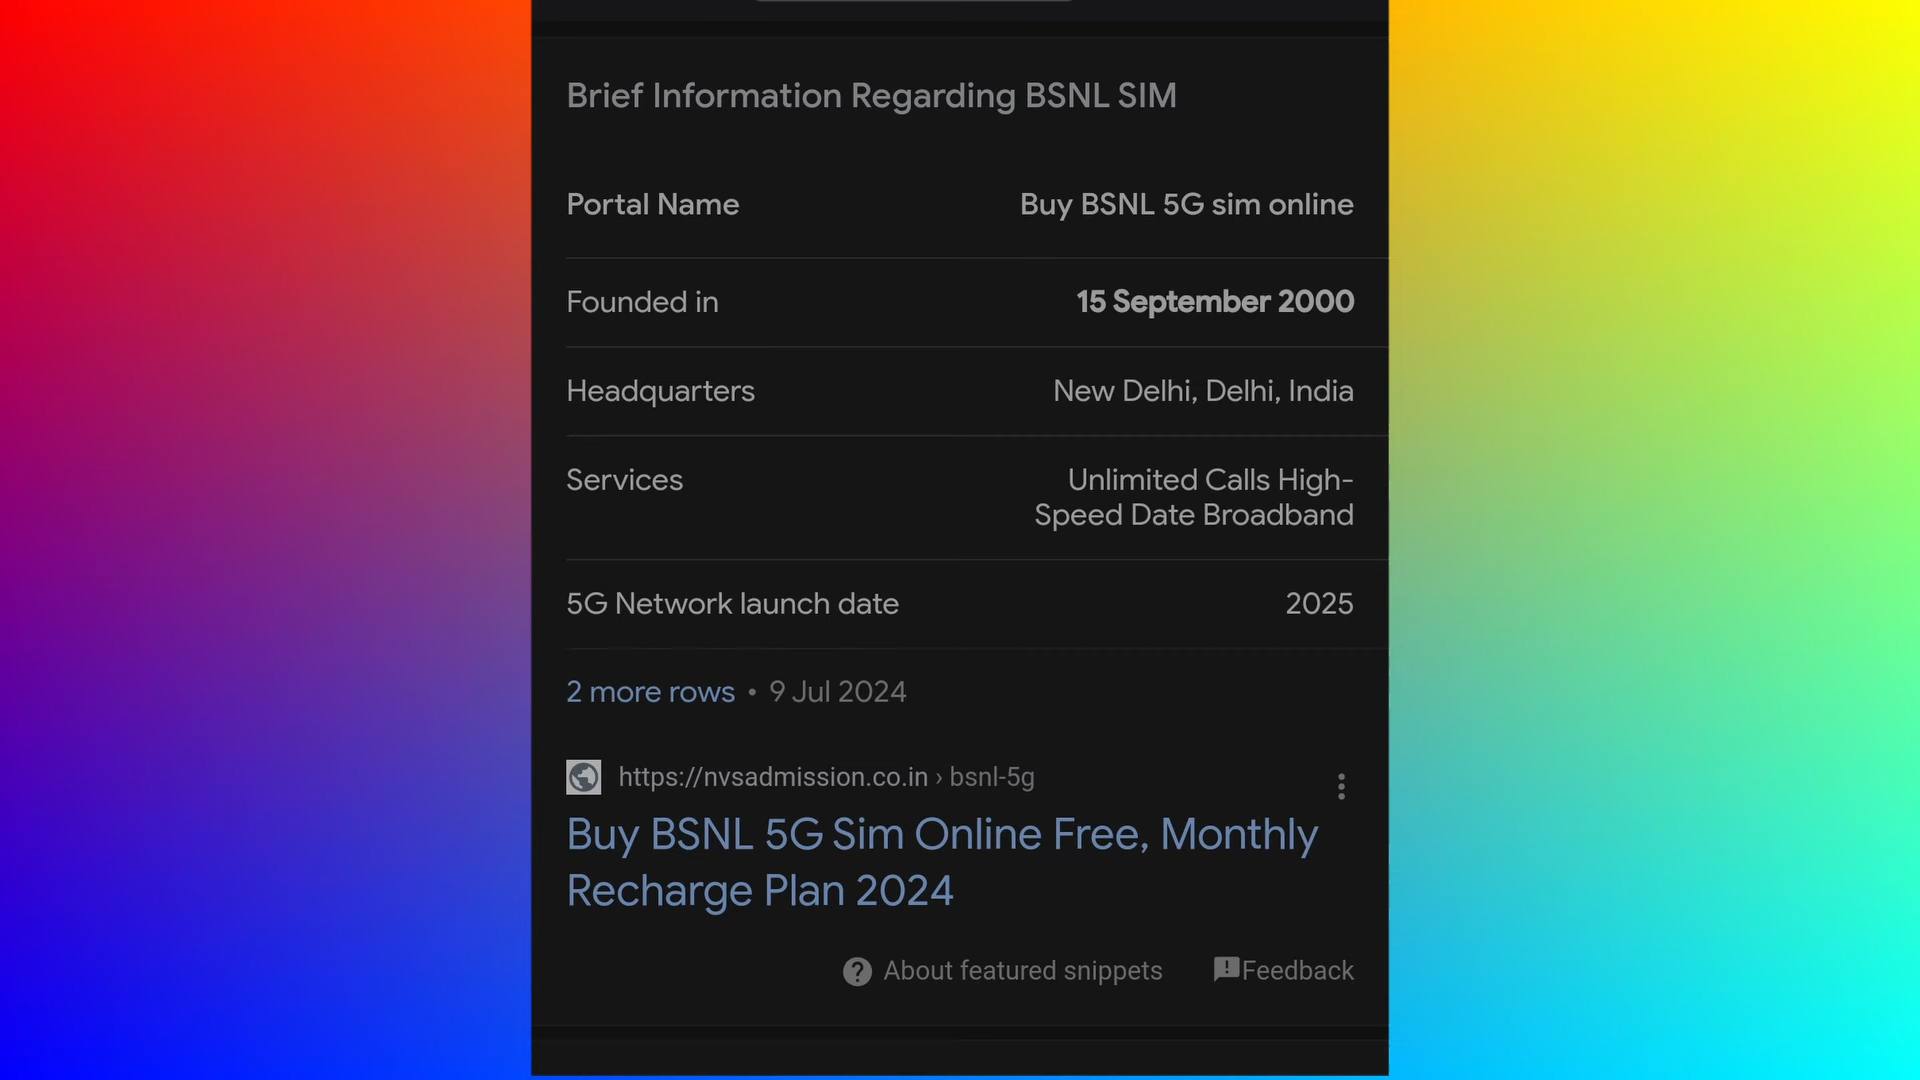 Brief Information Regarding BSNL SIM
Portal Name Buy BSNL 5G sim online
Founded in 15 September 2000
Headquarters New Delhi, Delhi, India
Services Unlimited Calls High-
Speed Date Broadband
5G Network launch date 2025
2 more rows • 9 Jul 2024
https://nvsadmission.co.in › bsnl-5g
Buy BSNL 5G Sim Online Free, Monthly
Recharge Plan 2024
About featured snippets Feedback